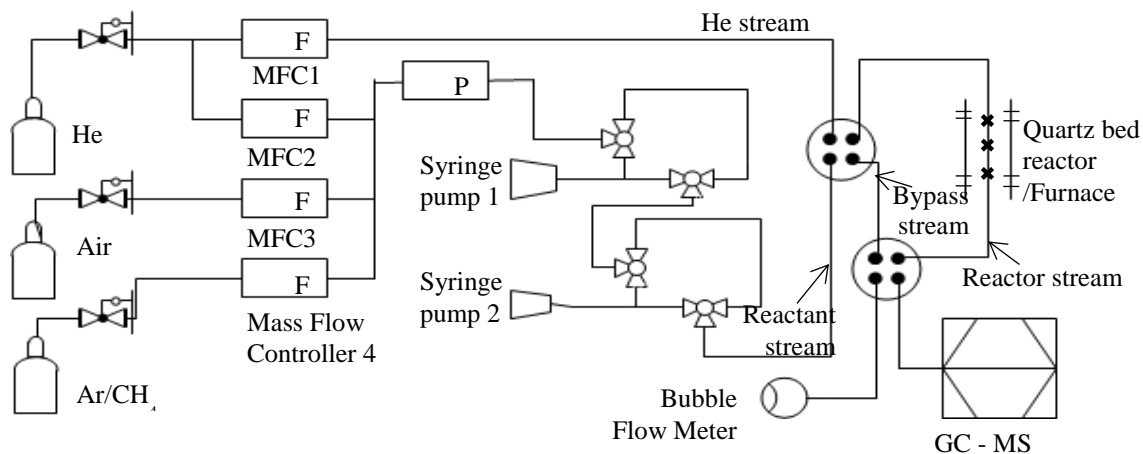 He stream
F
MFC1
P
F
MFC2
He
Syringe
pump 1
Quartz bed
reactor
/Furnace
Bypass
stream
F
MFC3
Air
Reactor stream
F
Syringe
pump 2
Mass Flow
Controller 4
Reactant
stream
Ar/CH4
Bubble
Flow Meter
GC - MS